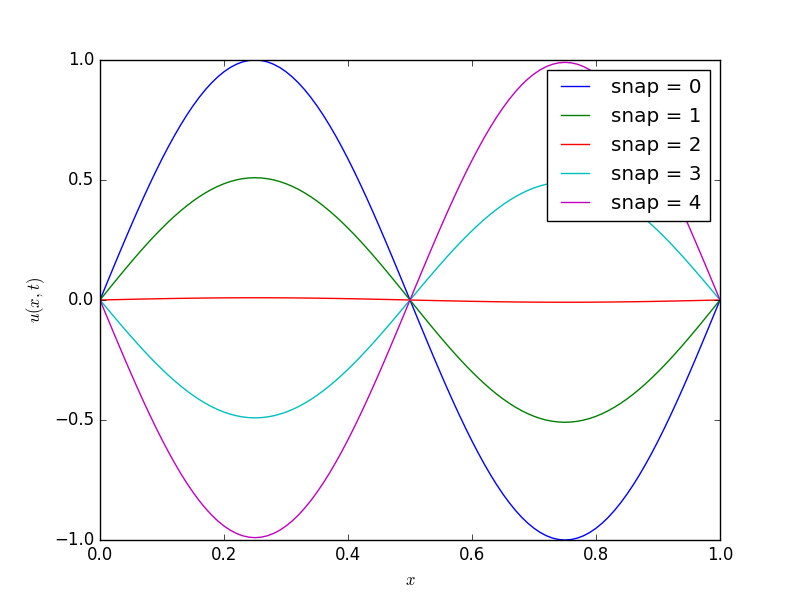 1.0
0.5
0.0
−0.5
−1.0
u(x, t)
snap = 0
snap = 1
snap = 2
snap = 3
snap = 4
0.0 0.2 0.4 0.6 0.8 1.0
x